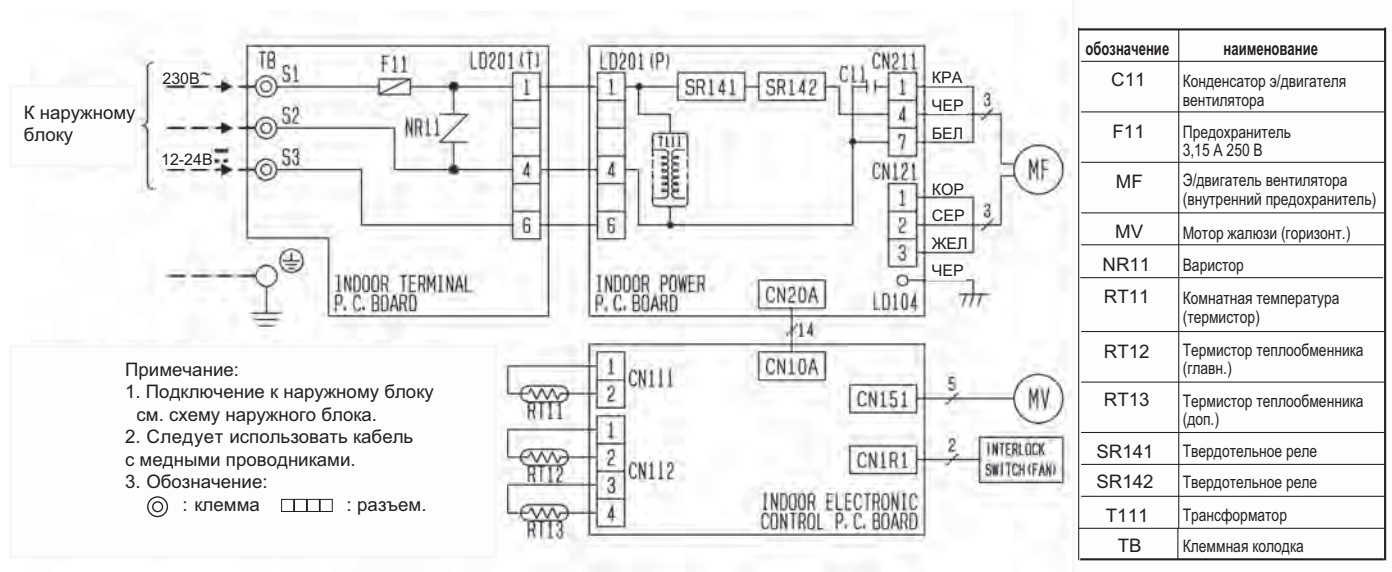 TB
F11
LD201(T)
LD201(P)
CN211
S1
C11
КРА
230В~
1
1
SR141
SR142
1
ЧЕР
3
4
К наружному
блоку
S2
NR11
T111
БЕЛ
7
12-24В
S3
4
4
CN121
MF
КОР
1
СЕР
3
6
6
2
ЖЕЛ
3
ЧЕР
INDOOR TERMINAL
P. C. BOARD
INDOOR POWER
P. C. BOARD
CN20A
LD104
14
Примечание:
1. Подключение к наружному блоку
см. схему наружного блока.
2. Следует использовать кабель
с медными проводниками.
3. Обозначение:
: клемма : разъем.
1
CN111
2
RT11
1
2
RT12
CN112
3
4
RT13
CN10A
CN151
5
MV
CN1R1
2
INTERLOCK
SWITCH(FAN)
INDOOR ELECTRONIC
CONTROL P. C. BOARD
обозначение наименование
C11 Конденсатор э/двигателя
вентилятора
F11 Предохранитель
3,15 А 250 В
MF Э/двигатель вентилятора
(внутренний предохранитель)
MV Мотор жалюзи (горизонт.)
NR11 Варистор
RT11 Комнатная температура
(термистор)
RT12 Термистор теплообменника
(главн.)
RT13 Термистор теплообменника
(доп.)
SR141 Твердотельное реле
SR142 Твердотельное реле
T111 Трансформатор
TB Клеммная колодка